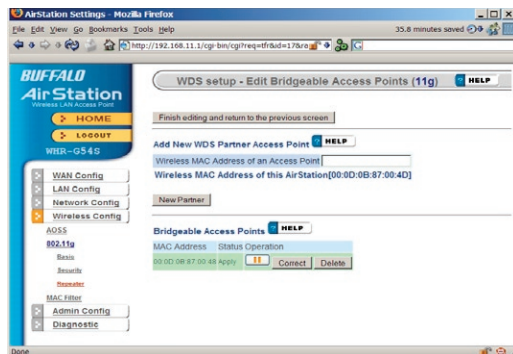 AirStation Settings - Mozilla Firefox
File Edit View Go Bookmarks Tools Help
35.8 minutes saved
http://192.168.11.1/cgi-bin/cgi?req=tfr&id=17&ra
BUFFALO
AirStation
Wireless LAN Access Point
HOME
LOGOUT
WHR-G54S
WAN Config
LAN Config
Network Config
Wireless Config
AOSS
802.11g
Basic
Security
Repeater
MAC Filter
Admin Config
Diagnostic
WDS setup - Edit Bridgeable Access Points (11g)
HELP
Finish editing and return to the previous screen
Add New WDS Partner Access Point HELP
Wireless MAC Address of an Access Point
Wireless MAC Address of this AirStation[00:0D:0B:87:00:4D]
New Partner
Bridgeable Access Points HELP
MAC Address Status Operation
00:0D:0B:87:00:48 Apply Correct Delete
Done